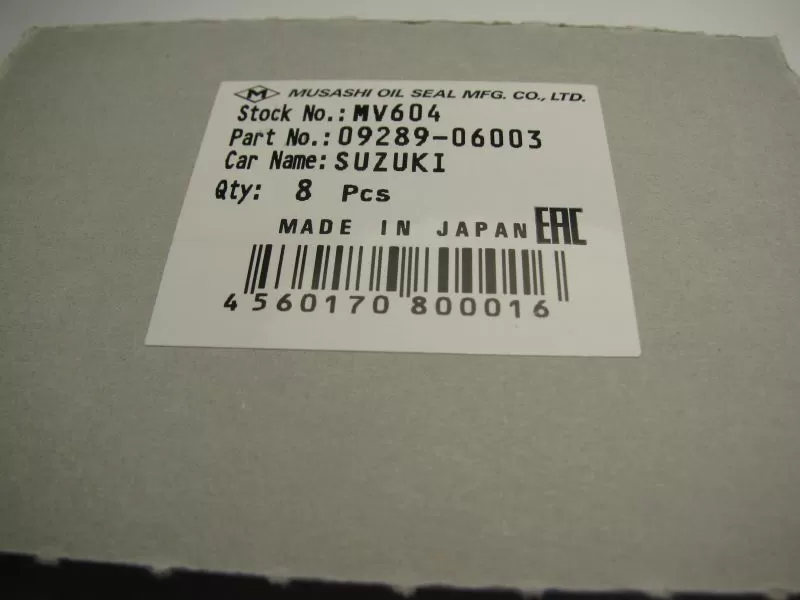 M MUSASHI OIL SEAL MFG. CO., LTD.
Stock No.: MV604
Part No.: 09289-06003
Car Name: SUZUKI
Qty: 8 Pcs
MADE IN JAPAN EAC
4 560170 800016